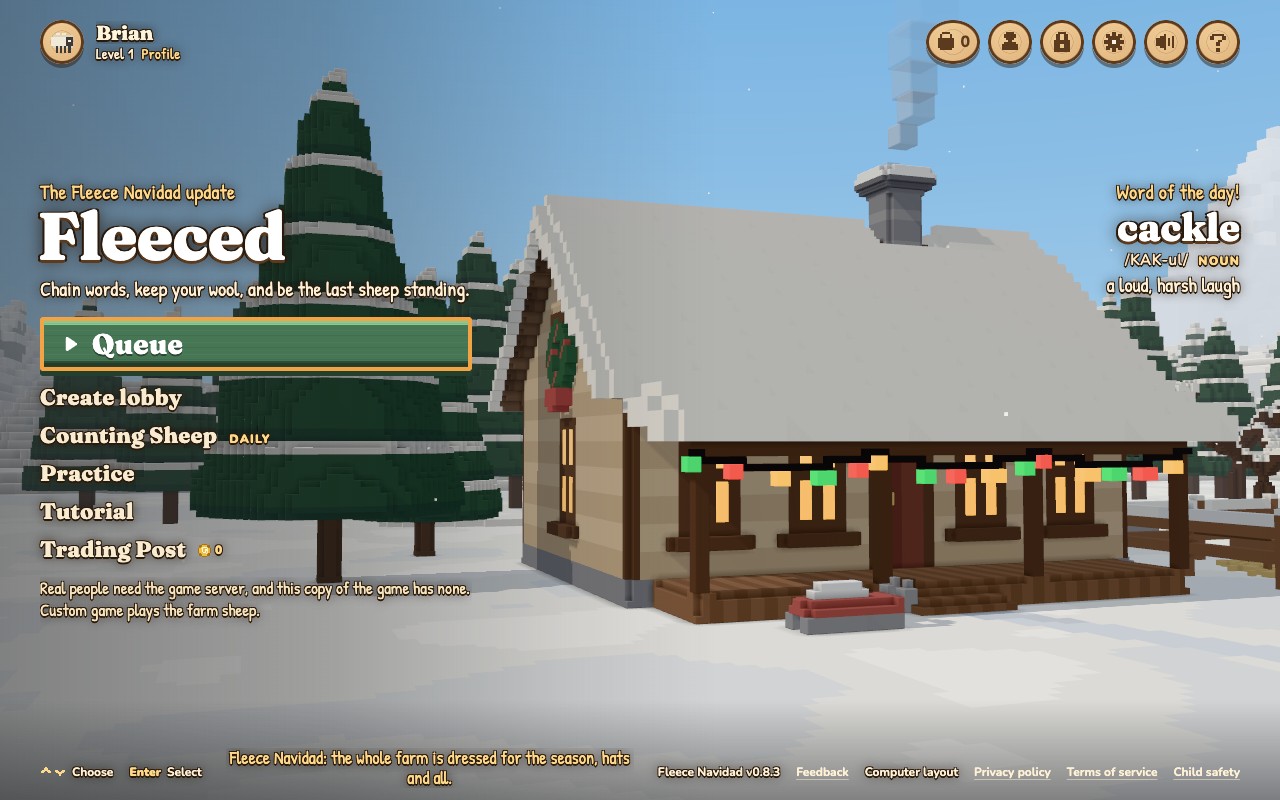 Brian
Level 1 Profile
0
The Fleece Navidad update
Fleeced
Chain words, keep your wool, and be the last sheep standing.
Queue
Create lobby
Counting Sheep DAILY
Practice
Tutorial
Trading Post 0
Real people need the game server, and this copy of the game has none.
Custom game plays the farm sheep.
Word of the day!
cackle
/KAK-ul/ NOUN
a loud, harsh laugh
Choose Enter Select
Fleece Navidad: the whole farm is dressed for the season, hats
and all.
Fleece Navidad v0.8.3 Feedback Computer layout Privacy policy Terms of service Child safety